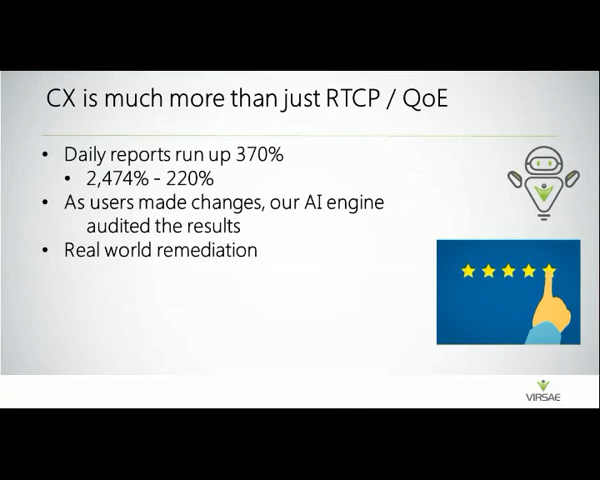 CX is much more than just RTCP / QoE
• Daily reports run up 370%
• 2,474% - 220%
• As users made changes, our AI engine
audited the results
• Real world remediation
VIRSAE